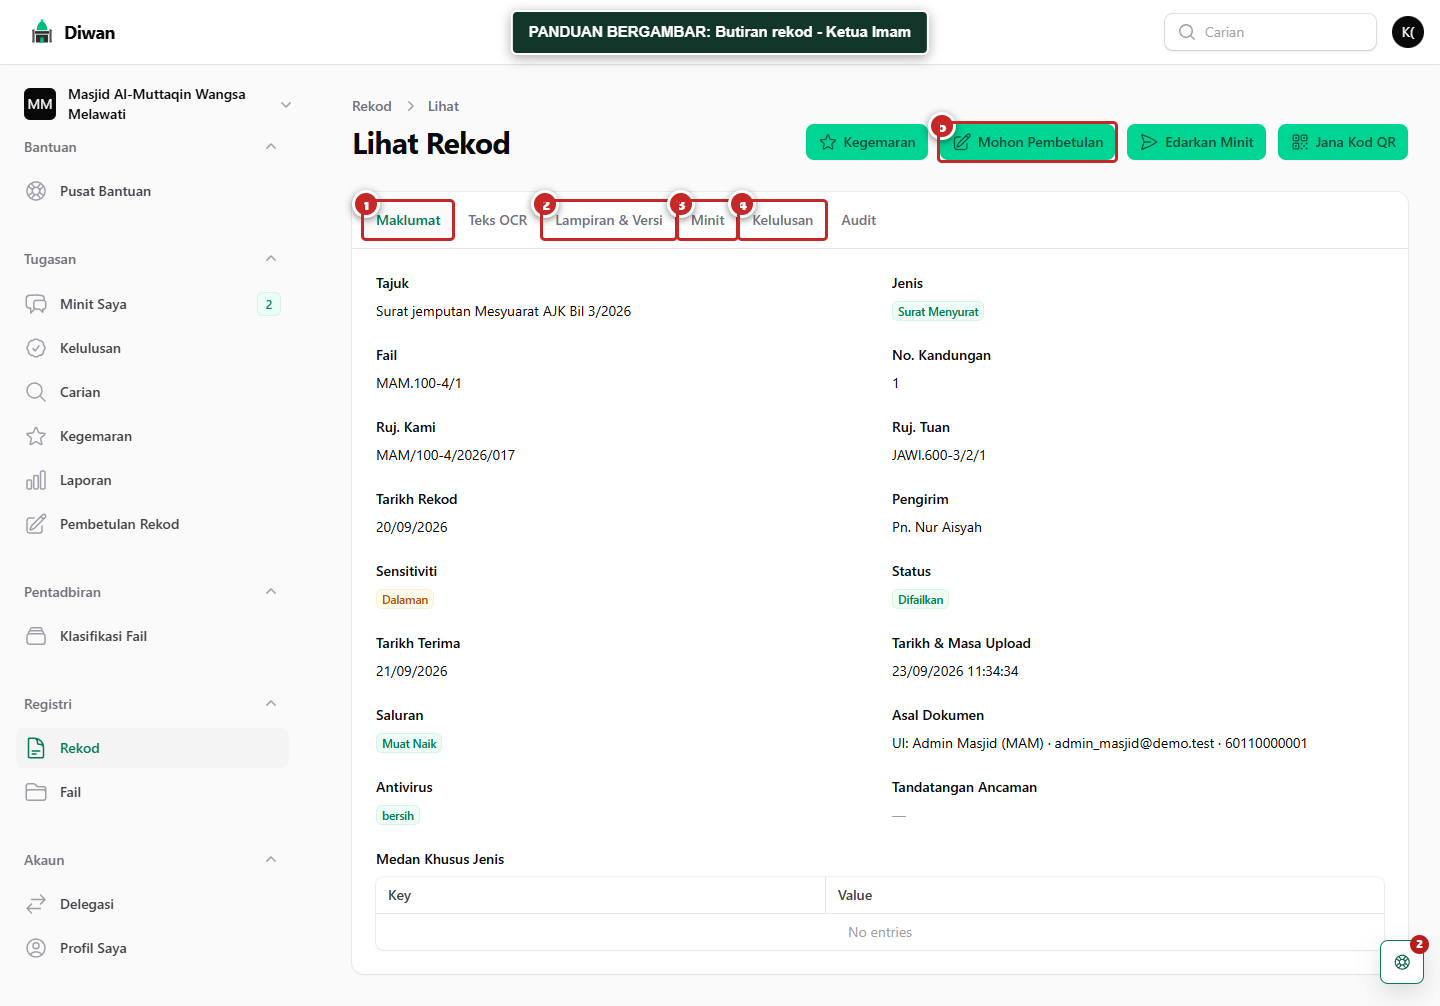 Diwan
PANDUAN BERGAMBAR: Butiran rekod - Ketua Imam
Carian
K(
MM
Masjid Al-Muttaqin Wangsa
Melawati
Bantuan
Pusat Bantuan
Tugasan
Minit Saya
2
Kelulusan
Carian
Kegemaran
Laporan
Pembetulan Rekod
Pentadbiran
Klasifikasi Fail
Registri
Rekod
Fail
Akaun
Delegasi
Profil Saya
Rekod > Lihat
Lihat Rekod
Kegemaran
5
Mohon Pembetulan
Edarkan Minit
Jana Kod QR
1
Maklumat
Teks OCR
2
Lampiran & Versi
3
Minit
4
Kelulusan
Audit
Tajuk
Surat jemputan Mesyuarat AJK Bil 3/2026
Jenis
Surat Menyurat
Fail
MAM.100-4/1
No. Kandungan
1
Ruj. Kami
MAM/100-4/2026/017
Ruj. Tuan
JAWI.600-3/2/1
Tarikh Rekod
20/09/2026
Pengirim
Pn. Nur Aisyah
Sensitiviti
Dalaman
Status
Difailkan
Tarikh Terima
21/09/2026
Tarikh & Masa Upload
23/09/2026 11:34:34
Saluran
Muat Naik
Asal Dokumen
UI: Admin Masjid (MAM) · admin_masjid@demo.test · 60110000001
Antivirus
bersih
Tandatangan Ancaman
—
Medan Khusus Jenis
Key
Value
No entries
2